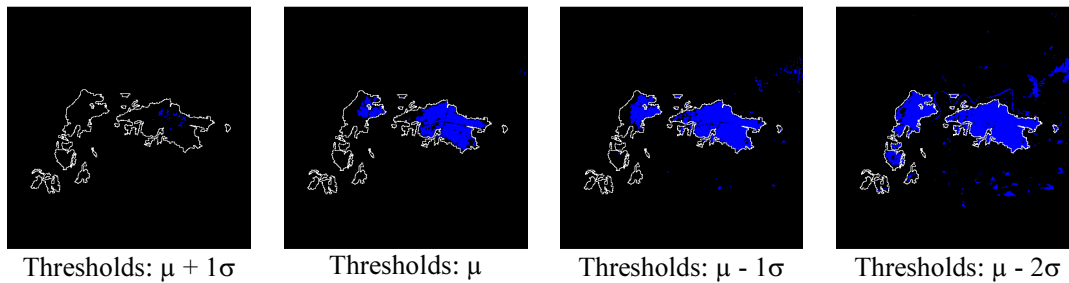 Thresholds: μ + 1σ
Thresholds: μ
Thresholds: μ - 1σ
Thresholds: μ - 2σ